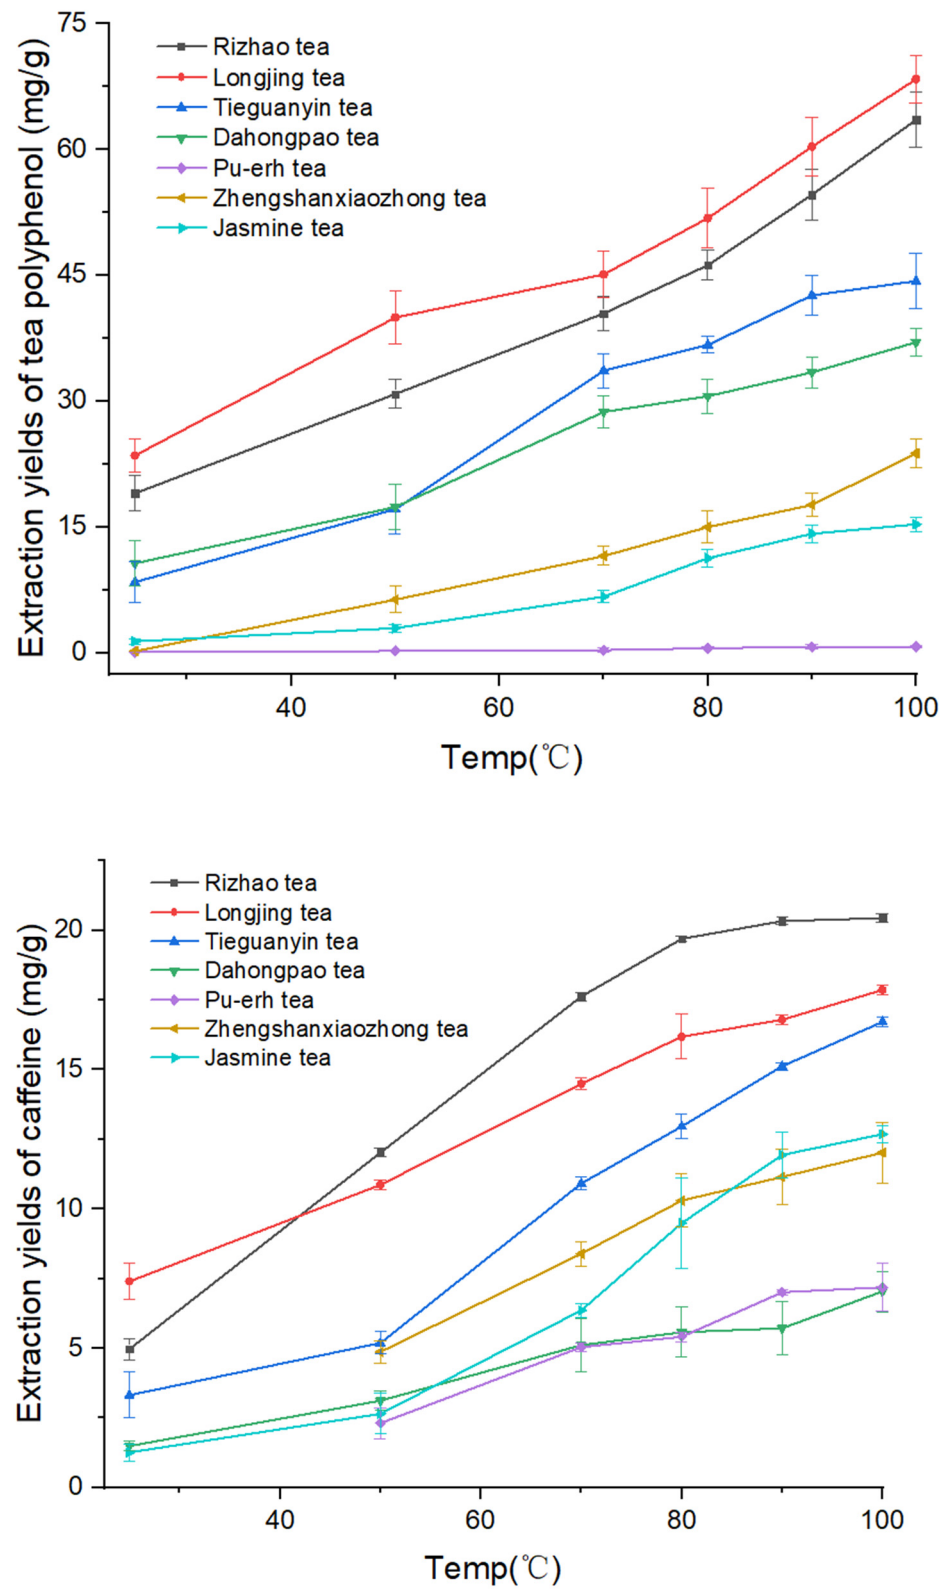 Extraction yields of tea polyphenol (mg/g)
75
60
45
30
15
0
Rizhao tea
Longjing tea
Tieguanyin tea
Dahongpao tea
Pu-erh tea
Zhengshanxiaozhong tea
Jasmine tea
40
60
80
100
Temp(℃)
Extraction yields of caffeine (mg/g)
20
15
10
5
0
Rizhao tea
Longjing tea
Tieguanyin tea
Dahongpao tea
Pu-erh tea
Zhengshanxiaozhong tea
Jasmine tea
40
60
80
100
Temp(℃)